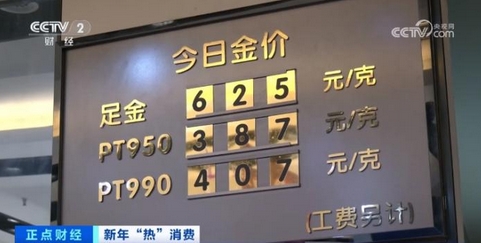 CCTV 2
财经
央视网
CCTV.com
今日金价
足金 625 元/克
PT950 387 元/克
PT990 407 元/克
(工费另计)
正点财经 新年“热”消费